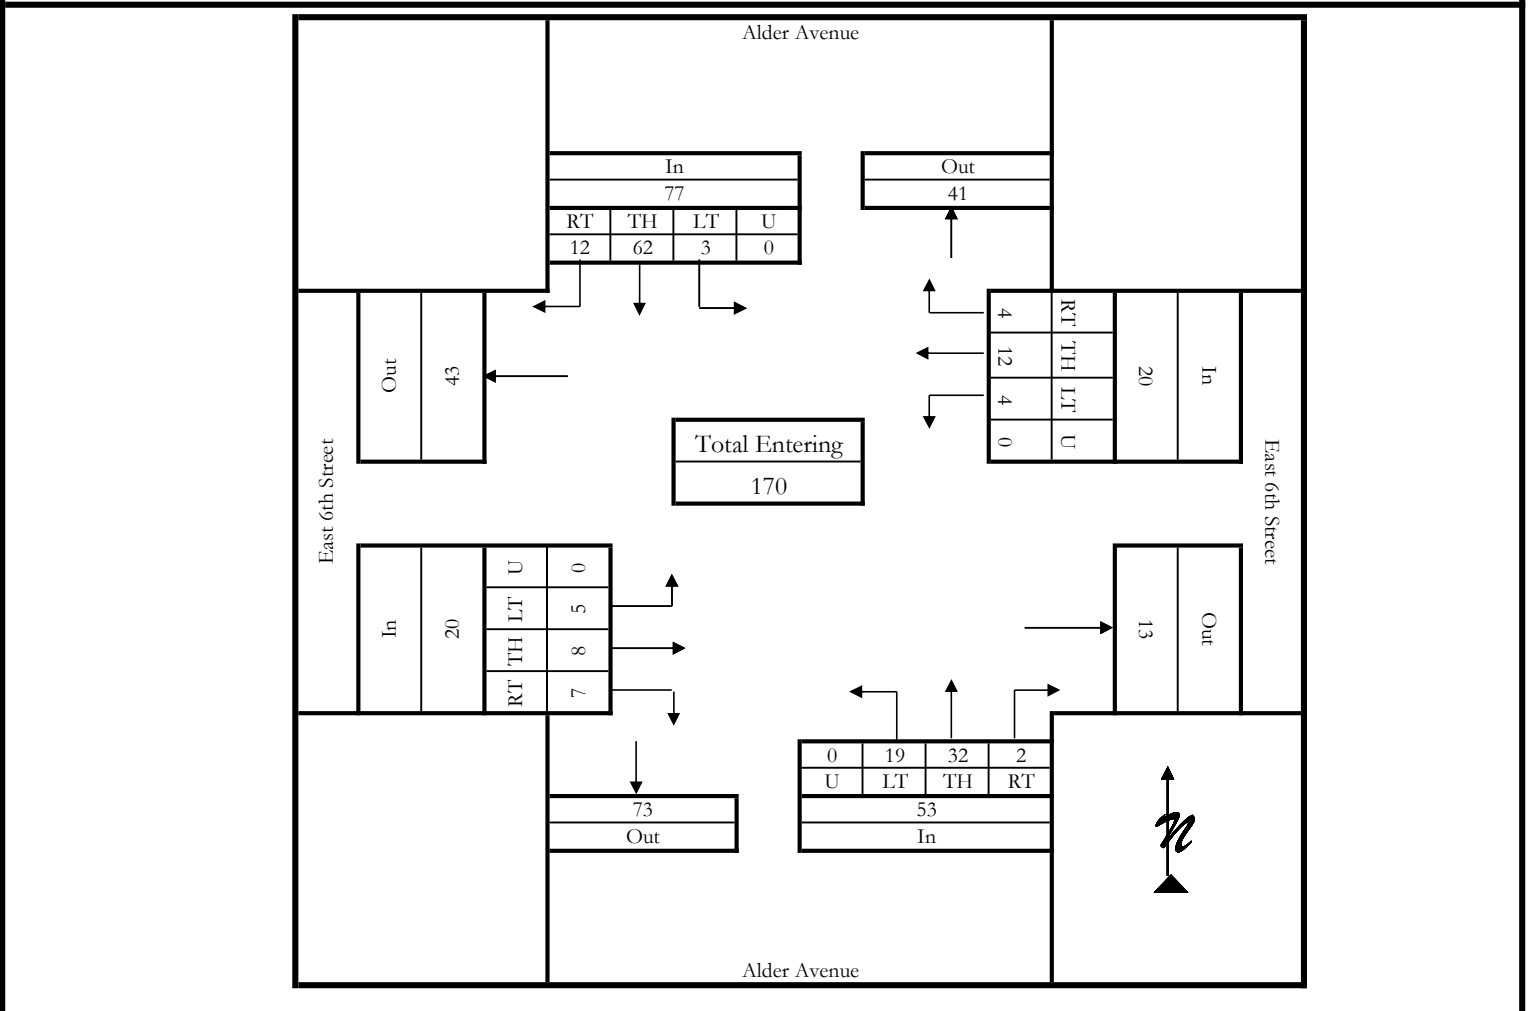 Alder Avenue
In
77
RT TH LT U
12 62 3 0
Out
41
Out
43
East 6th Street
4 RT
12 TH
4 LT
0 U
20
In
East 6th Street
Total Entering
170
In
20
U 0
LT 5
TH 8
RT 7
13
Out
0 19 32 2
U LT TH RT
53
In
73
Out
n
Alder Avenue